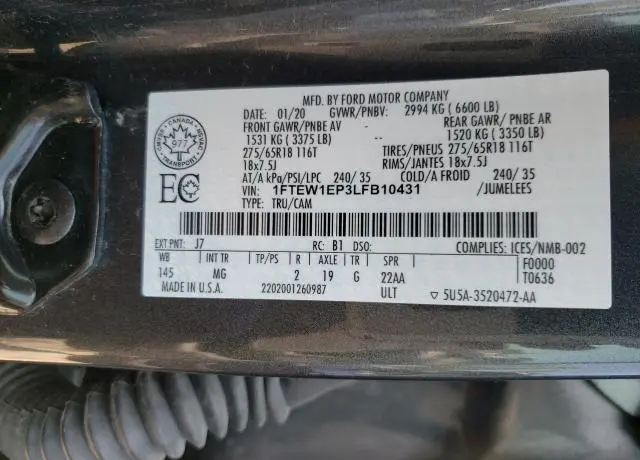 MFD. BY FORD MOTOR COMPANY
DATE: 01/20 GVWR/PNBV: 2994 KG ( 6600 LB)
FRONT GAWR/PNBE AV - REAR GAWR/ PNBE AR
1531 KG ( 3375 LB) 1520 KG ( 3350 LB)
275/65R18 116T TIRES/PNEUS 275/65R18 116T
18x7.5J RIMS/JANTES 18x7.5J
AT/A kPa/PSI/LPC 240/ 35 COLD/A FROID 240/ 35
VIN: 1FTEW1EP3LFB10431 /JUMELEES
TYPE: TRU/CAM
CANADA
977
EC
EXT PNT: J7 RC: B1 DSO: COMPLIES: ICES/NMB-002
WB INT TR TP/PS R AXLE TR SPR F0000
145 MG 2 19 G 22AA T0636
MADE IN U.S.A. 2202001260987 ULT ▽ 5U5A-3520472-AA